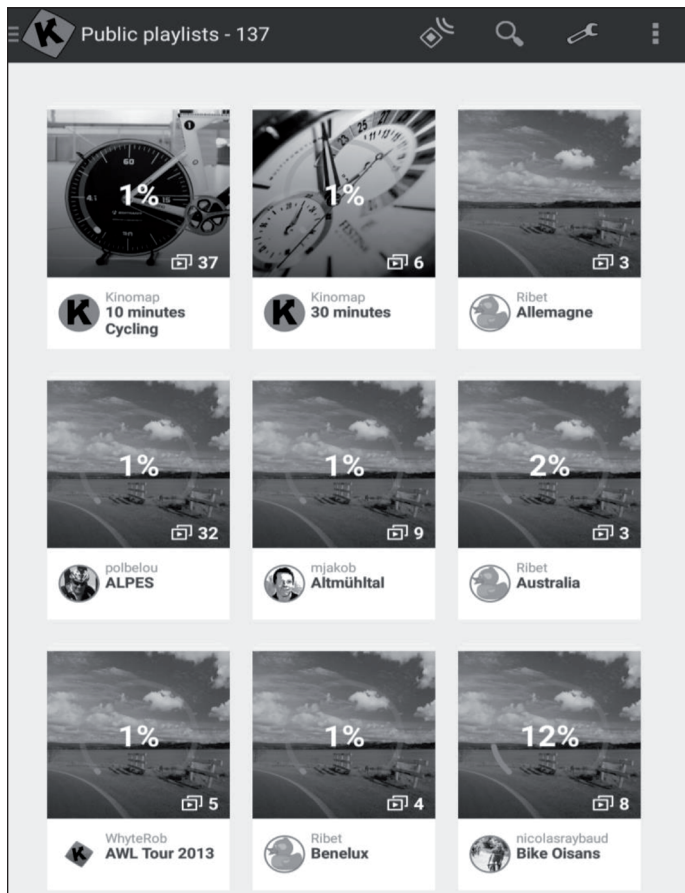 Public playlists - 137
1%
37
Kinomap
10 minutes
Cycling
1%
6
Kinomap
30 minutes
3
Ribet
Allemagne
1%
32
polbelou
ALPES
1%
9
mjakob
Altmühltal
2%
3
Ribet
Australia
1%
5
WhyteRob
AWL Tour 2013
1%
4
Ribet
Benelux
12%
8
nicolasraybaud
Bike Oisans